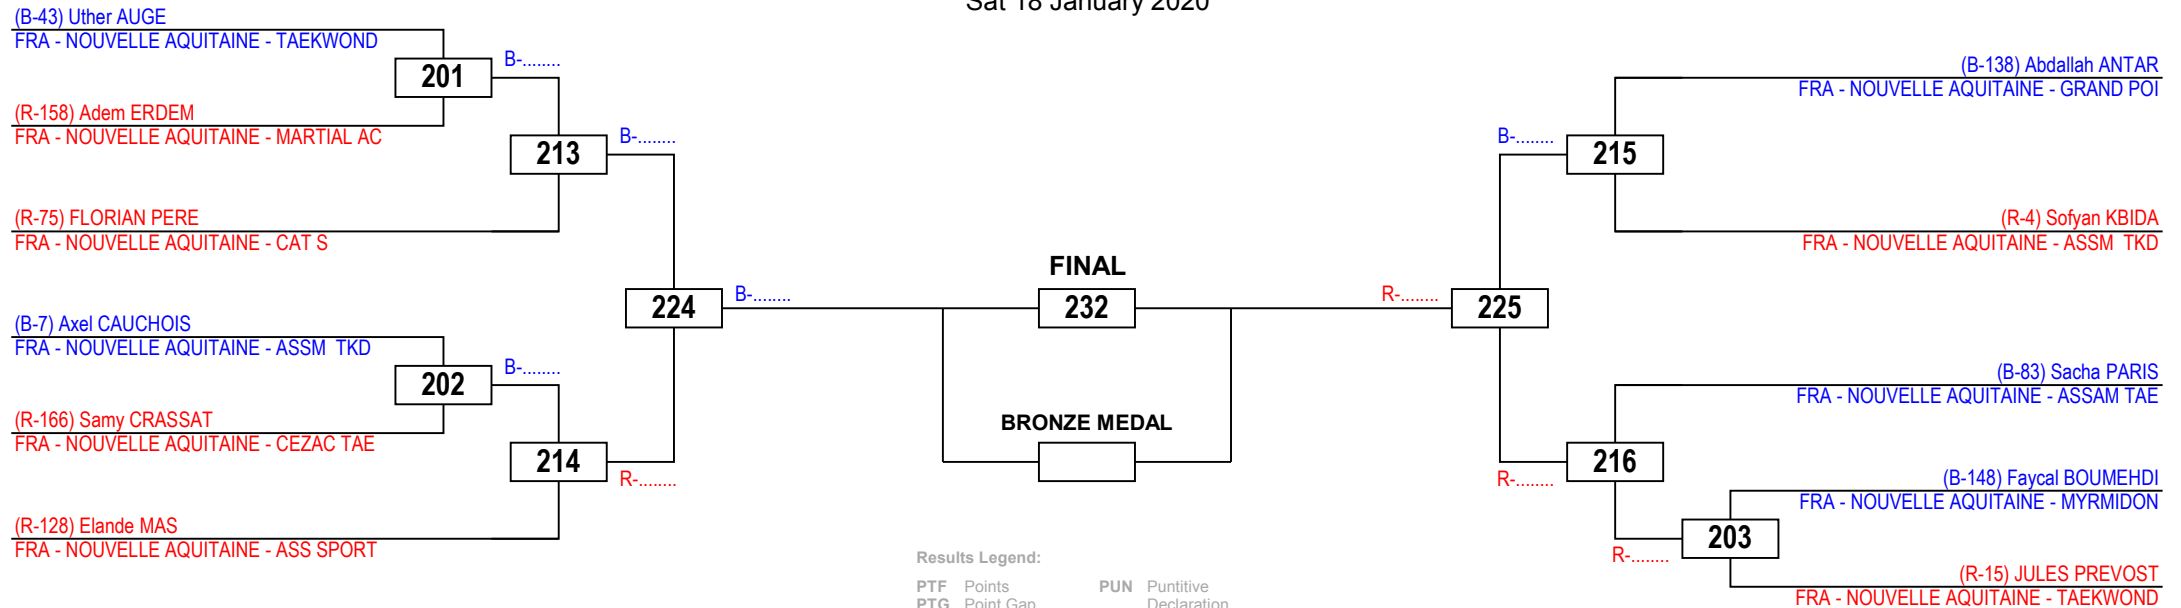 Sat 18 January 2020
(B-43) Uther AUGE
FRA - NOUVELLE AQUITAINE - TAEKWOND
201
B-........
(R-158) Adem ERDEM
FRA - NOUVELLE AQUITAINE - MARTIAL AC
213
B-........
(R-75) FLORIAN PERE
FRA - NOUVELLE AQUITAINE - CAT S
224
B-........
(B-7) Axel CAUCHOIS
FRA - NOUVELLE AQUITAINE - ASSM  TKD
202
B-........
(R-166) Samy CRASSAT
FRA - NOUVELLE AQUITAINE - CEZAC TAE
214
R-........
(R-128) Elande MAS
FRA - NOUVELLE AQUITAINE - ASS SPORT
FINAL
232
BRONZE MEDAL
(B-138) Abdallah ANTAR
FRA - NOUVELLE AQUITAINE - GRAND POI
B-........
215
(R-4) Sofyan KBIDA
FRA - NOUVELLE AQUITAINE - ASSM  TKD
R-........
225
(B-83) Sacha PARIS
FRA - NOUVELLE AQUITAINE - ASSAM TAE
R-........
216
(B-148) Faycal BOUMEHDI
FRA - NOUVELLE AQUITAINE - MYRMIDON
R-........
203
(R-15) JULES PREVOST
FRA - NOUVELLE AQUITAINE - TAEKWOND
Results Legend:
PTF Points PUN Puntitive
PTG Point Gap Declaration